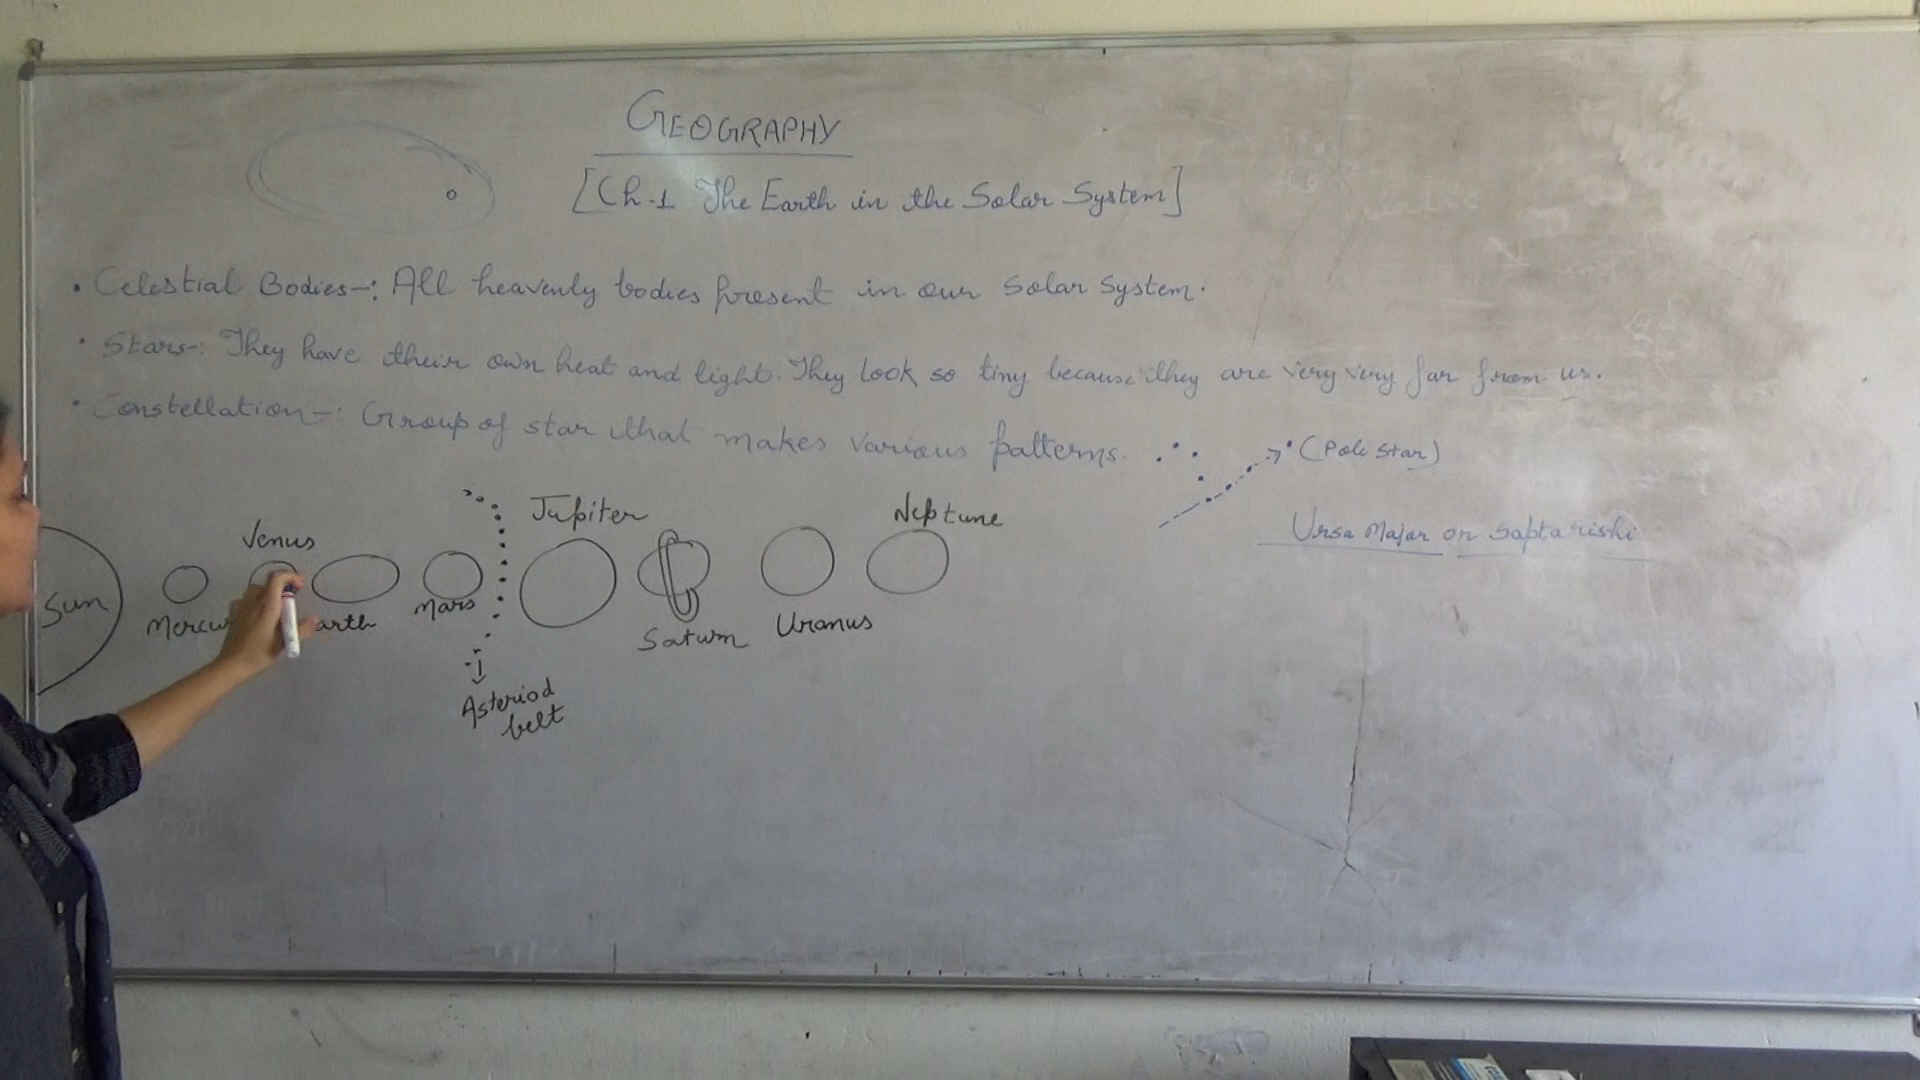 GEOGRAPHY
[Ch-1 The Earth in the Solar System]
• Celestial Bodies-: All heavenly bodies present in our Solar System.
• Stars-: They have their own heat and light. They look so tiny because they are very very far from us.
• Constellation-: Group of star that makes various patterns.
(Pole Star)
Ursa Major or Saptarishi
Sun
Mercu
Venus
arth
Mars
Asteriod
belt
Jupiter
Saturn
Uranus
Neptune